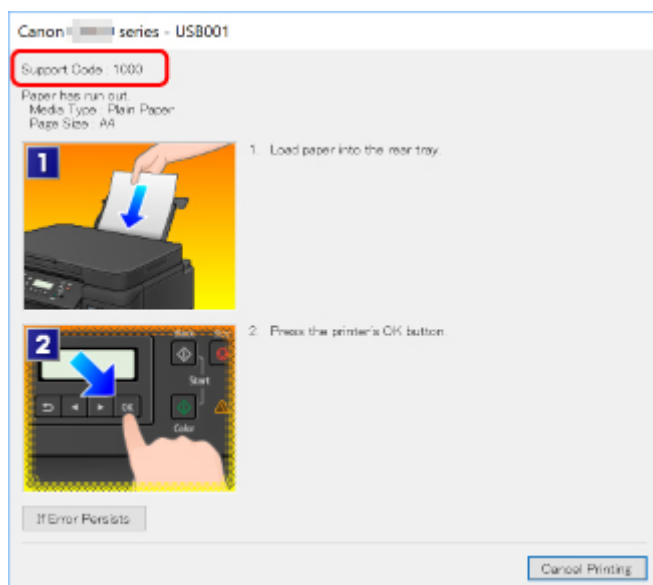 Canon series - USB001
Support Code : 1000
Paper has run out.
Media Type : Plain Paper
Page Size : A4
1
1. Load paper into the rear tray.
2
2. Press the printer's OK button.
Start
OK
Color
If Error Persists
Cancel Printing